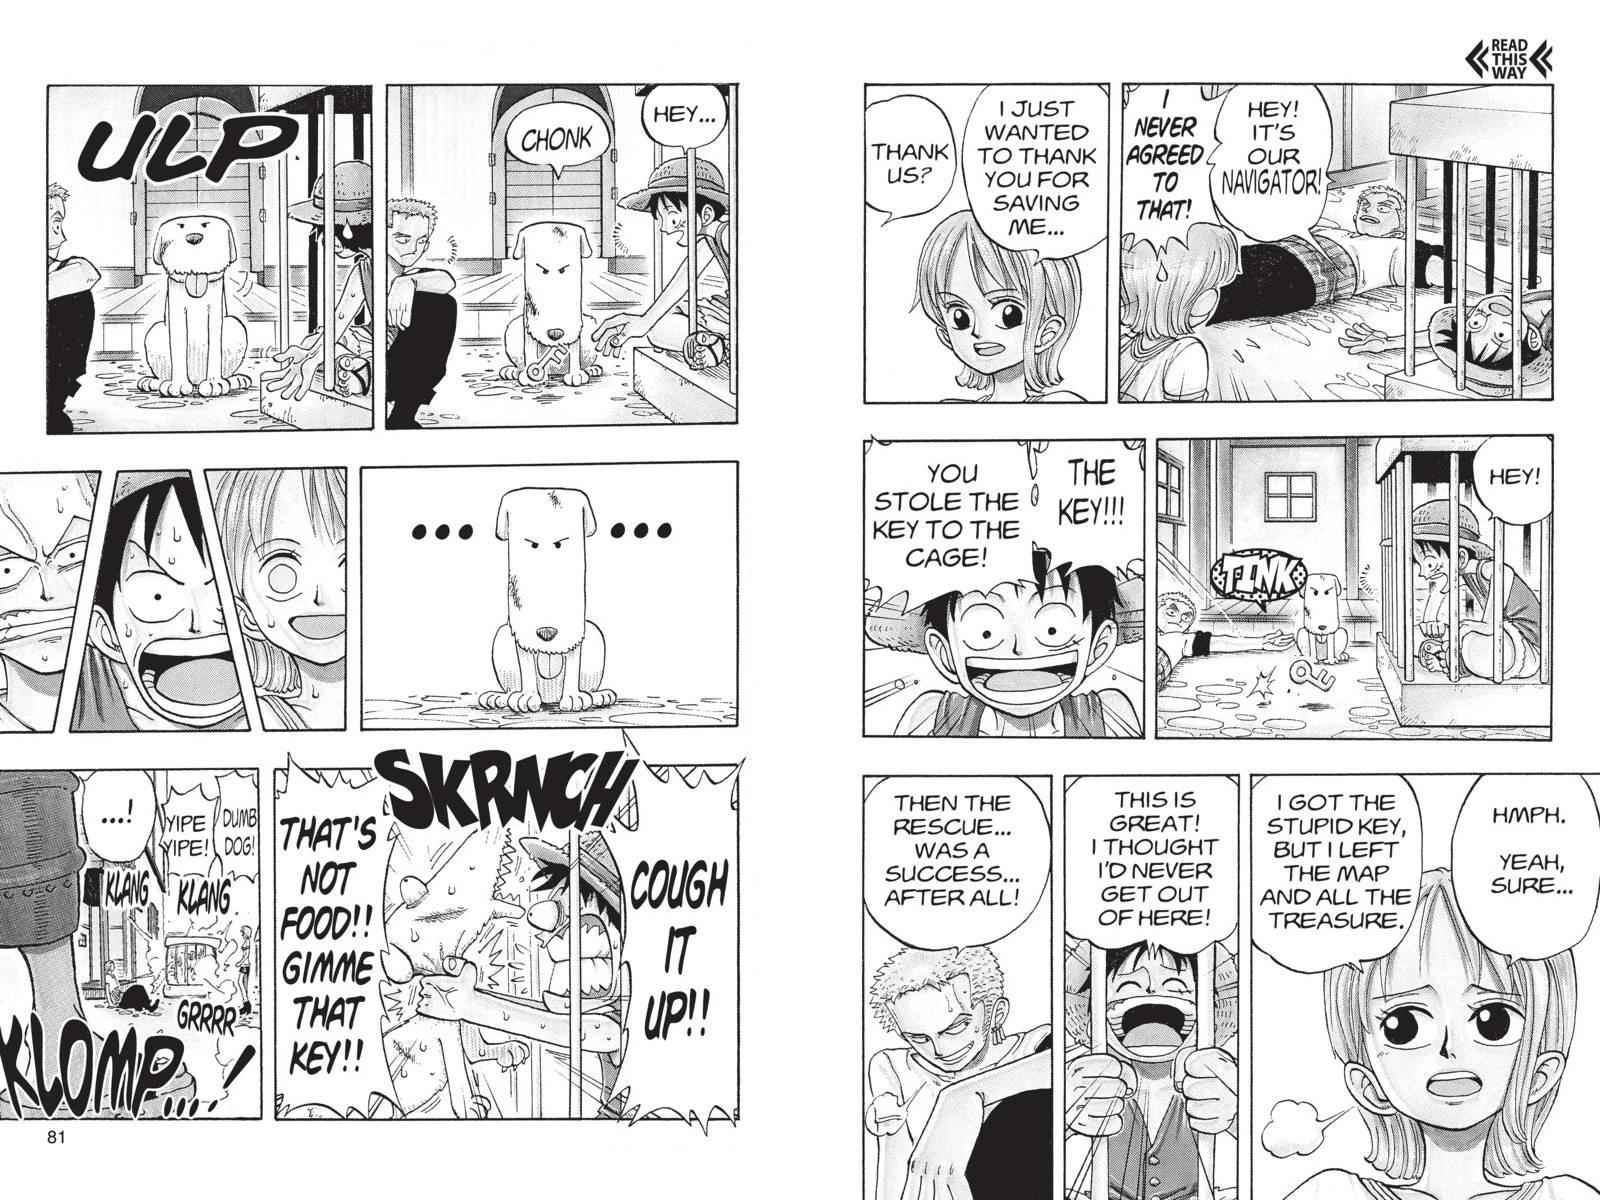 READ
THIS
WAY
HEY!
IT'S
OUR
NAVIGATOR!
I
NEVER
AGREED
TO
THAT!
I JUST
WANTED
TO THANK
YOU FOR
SAVING
ME...
THANK
US?
HEY!
TINK
THE
KEY!!!
YOU
STOLE THE
KEY TO THE
CAGE!
HMPH.
YEAH,
SURE...
I GOT THE
STUPID KEY,
BUT I LEFT
THE MAP
AND ALL THE
TREASURE.
THIS IS
GREAT!
I THOUGHT
I'D NEVER
GET OUT
OF HERE!
THEN THE
RESCUE...
WAS A
SUCCESS...
AFTER ALL!
HEY...
CHONK
ULP
...
...
COUGH
IT
UP!!
SKRNCH
THAT'S
NOT
FOOD!!
GIMME
THAT
KEY!!
DUMB
DOG!
YIPE
YIPE!
...!
KLANG
KLANG
GRRRR
KLOMP...!
81